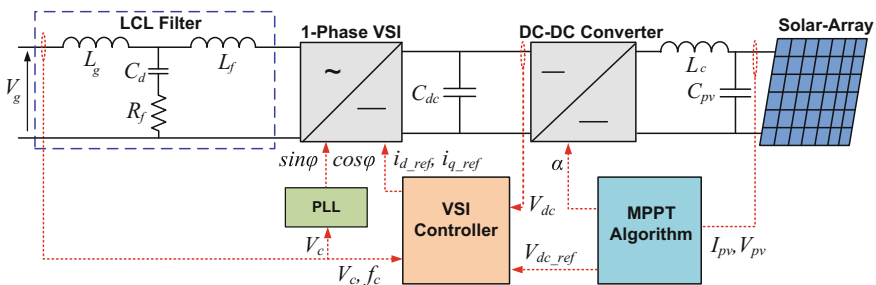 LCL Filter
1-Phase VSI
DC-DC Converter
Solar-Array
L_g
L_f
C_d
V_g
R_f
~
C_dc
L_c
C_pv
sinφ cosφ
i_d_ref, i_q_ref
α
PLL
VSI Controller
V_dc
MPPT Algorithm
V_dc_ref
I_pv, V_pv
V_c
V_c, f_c